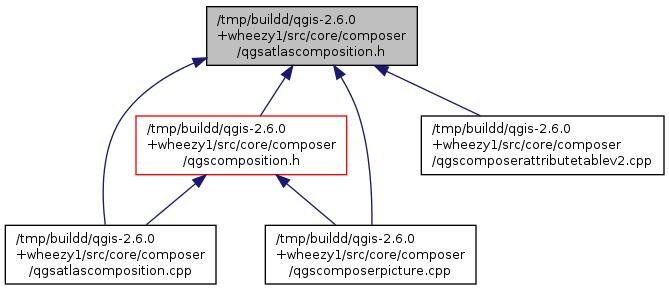 /tmp/buildd/qgis-2.6.0
+wheezy1/src/core/composer
/qgsatlascomposition.h
/tmp/buildd/qgis-2.6.0
+wheezy1/src/core/composer
/qgscomposition.h
/tmp/buildd/qgis-2.6.0
+wheezy1/src/core/composer
/qgscomposerattributetablev2.cpp
/tmp/buildd/qgis-2.6.0
+wheezy1/src/core/composer
/qgsatlascomposition.cpp
/tmp/buildd/qgis-2.6.0
+wheezy1/src/core/composer
/qgscomposerpicture.cpp